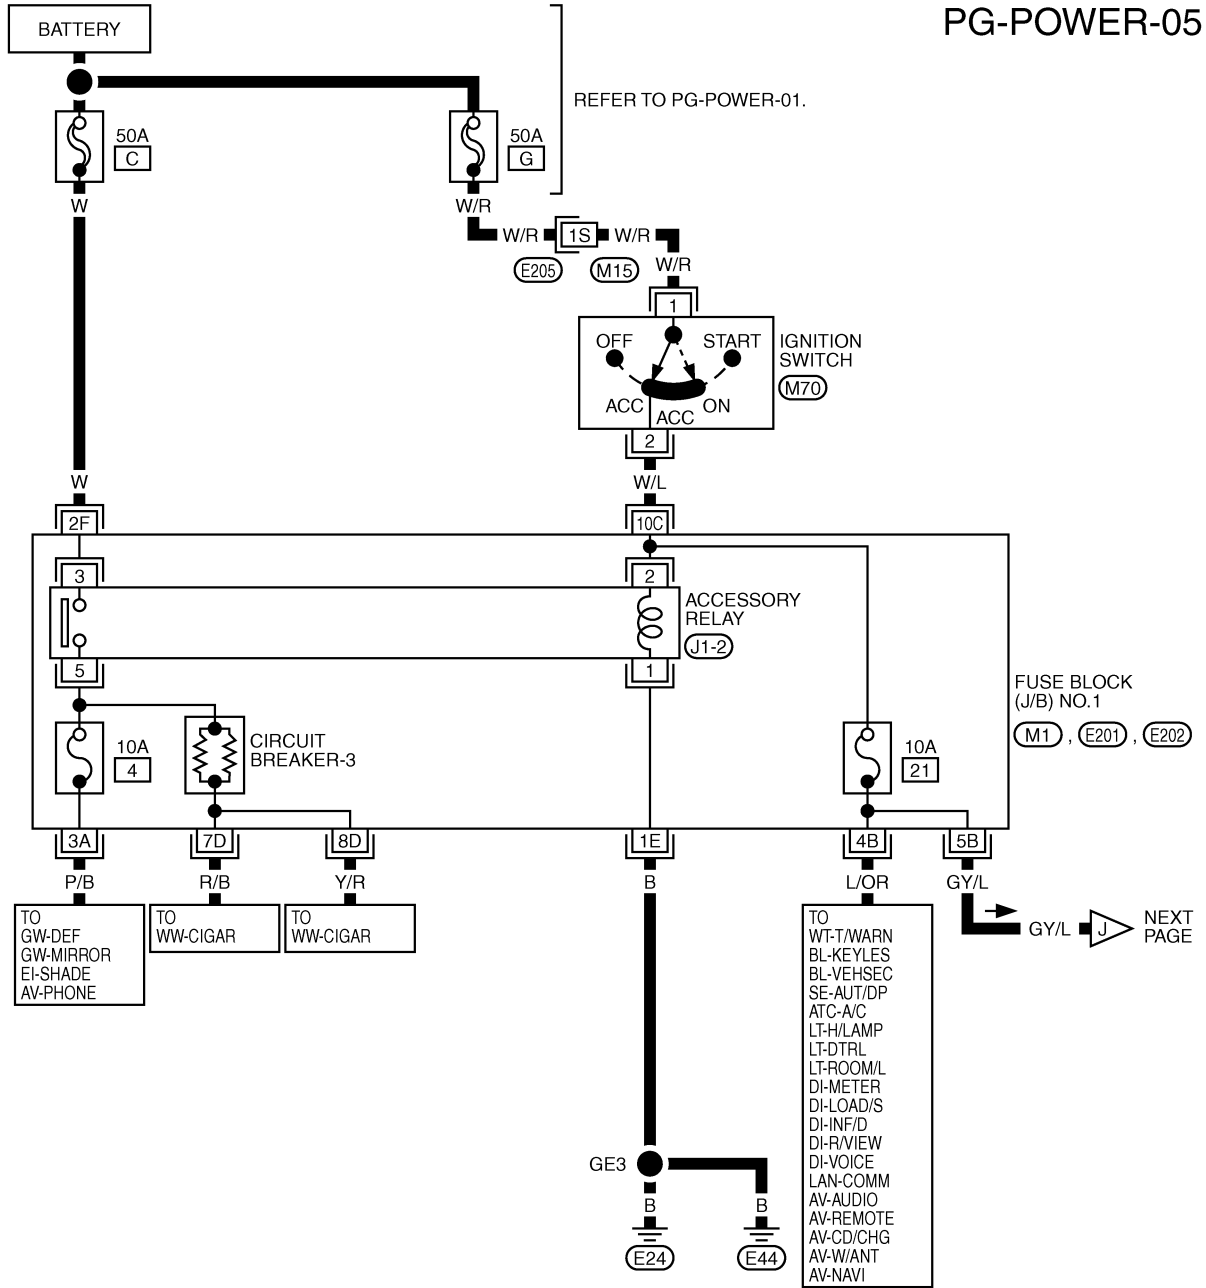 PG-POWER-05
BATTERY
REFER TO PG-POWER-01.
50A
C
50A
G
W
W/R
W/R
1S
W/R
E205
M15
W/R
1
OFF
START
IGNITION
SWITCH
M70
ACC
ACC
ON
2
W
W/L
2F
10C
3
2
ACCESSORY
RELAY
J1-2
5
1
FUSE BLOCK
(J/B) NO.1
M1 , E201 , E202
10A
4
CIRCUIT
BREAKER-3
10A
21
3A
7D
8D
1E
4B
5B
P/B
R/B
Y/R
B
L/OR
GY/L
TO
GW-DEF
GW-MIRROR
EI-SHADE
AV-PHONE
TO
WW-CIGAR
TO
WW-CIGAR
GY/L
J
NEXT
PAGE
TO
WT-T/WARN
BL-KEYLES
BL-VEHSEC
SE-AUT/DP
ATC-A/C
LT-H/LAMP
LT-DTRL
LT-ROOM/L
DI-METER
DI-LOAD/S
DI-INF/D
DI-R/VIEW
DI-VOICE
LAN-COMM
AV-AUDIO
AV-REMOTE
AV-CD/CHG
AV-W/ANT
AV-NAVI
GE3
B
B
E24
E44